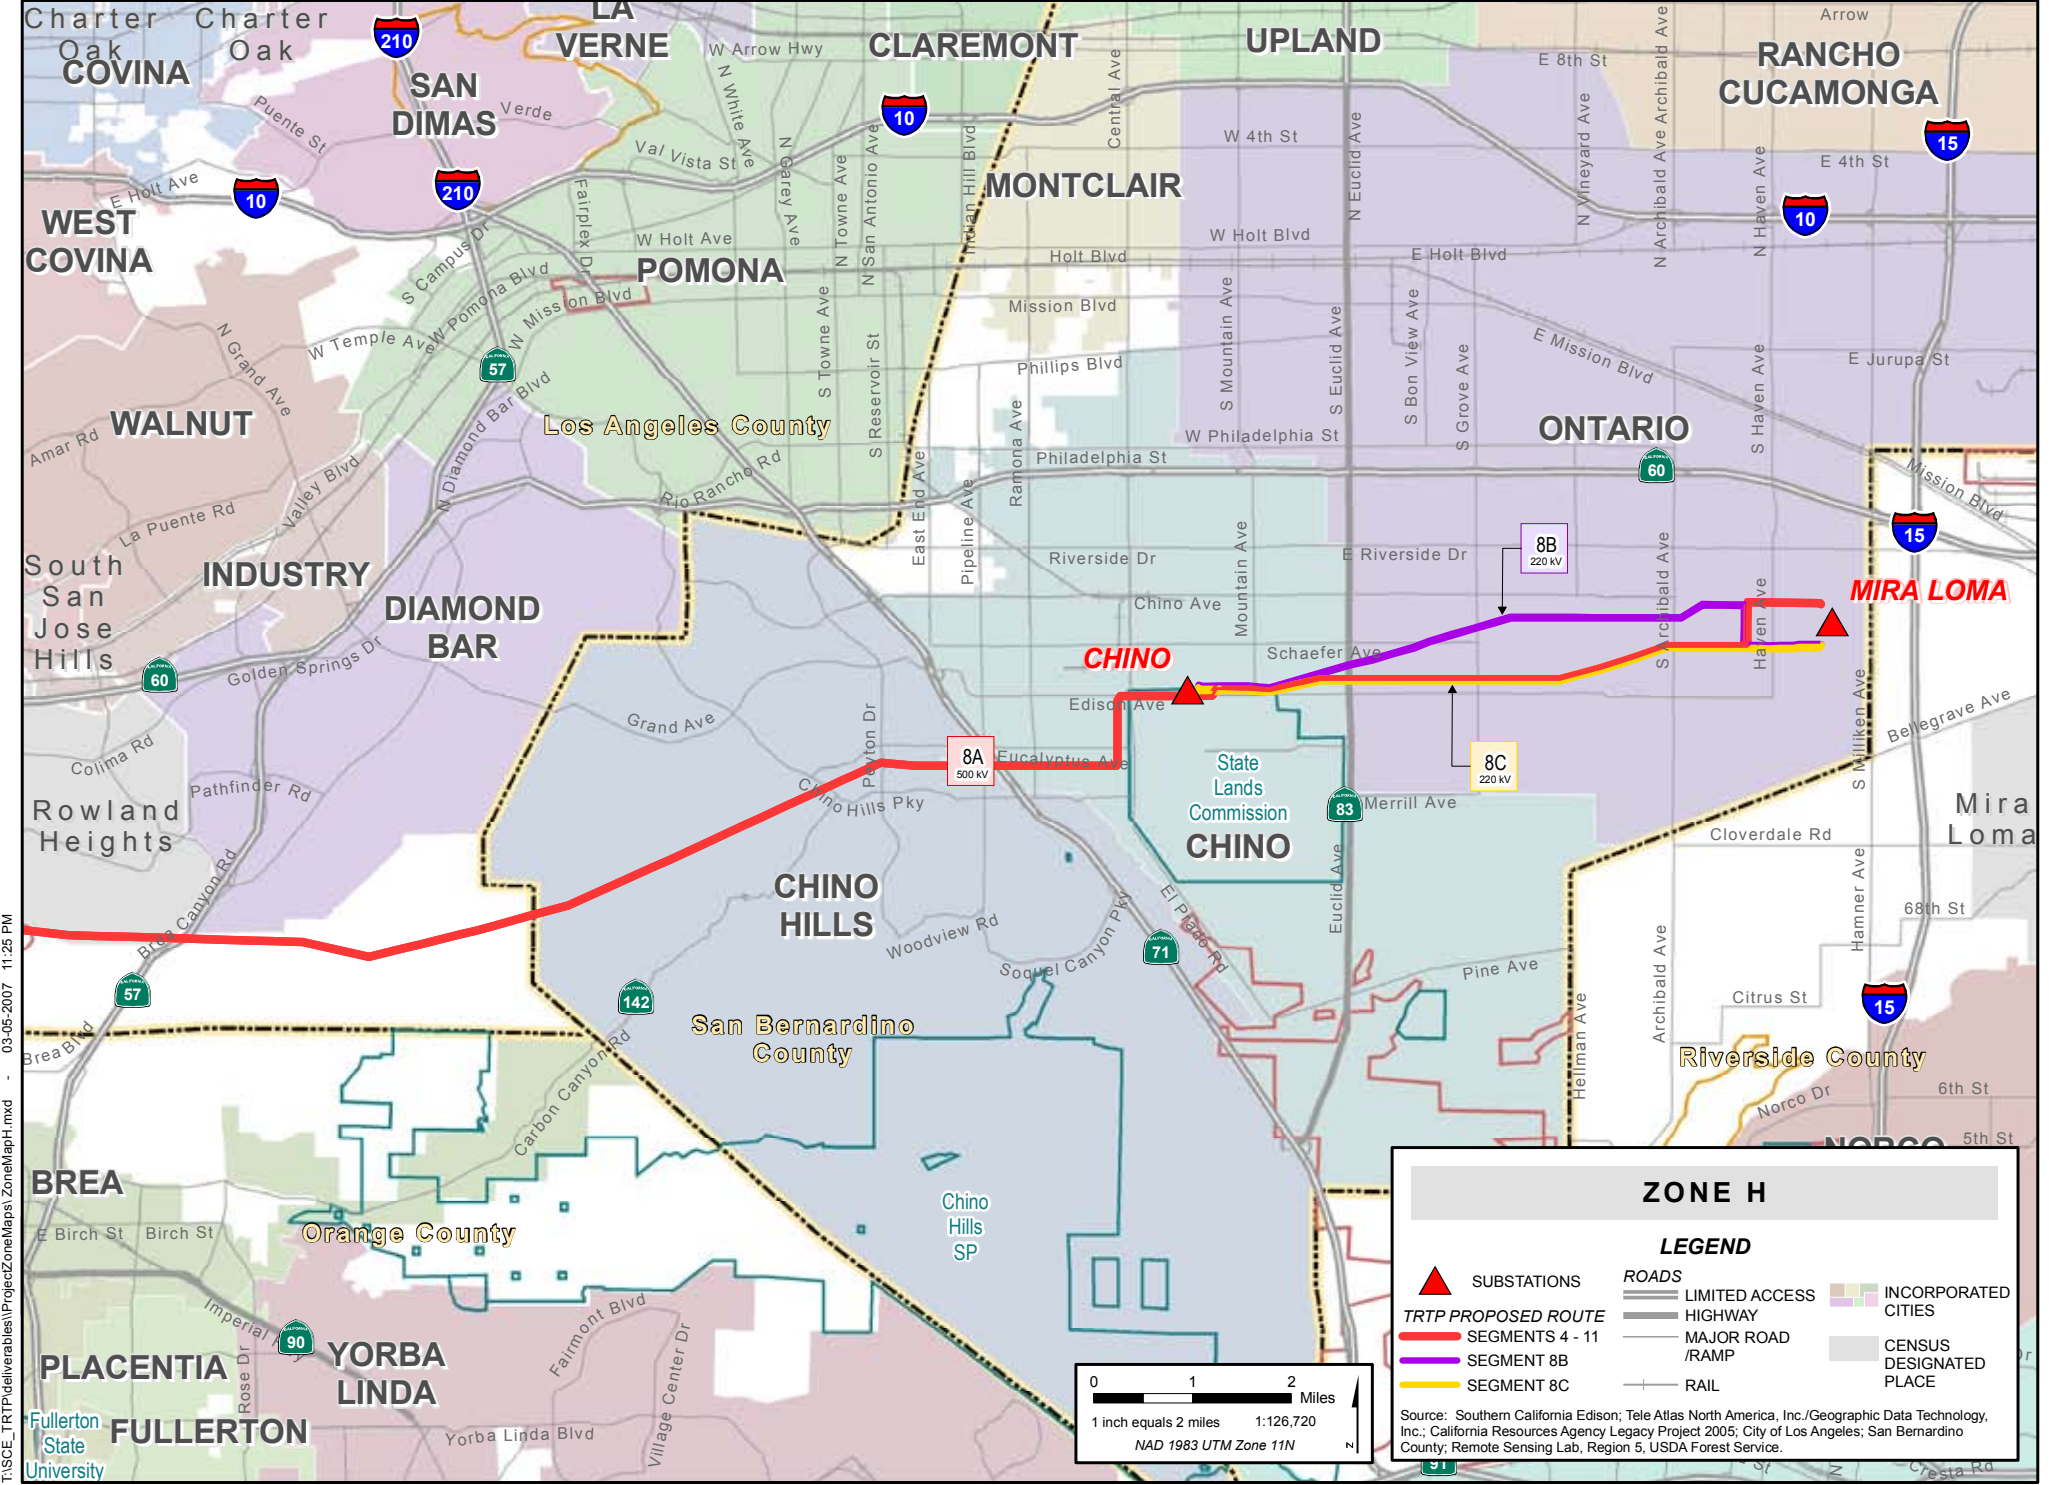 Charter
Oak
Charter
Oak
COVINA
210
LA
VERNE
SAN
DIMAS
Verde
Puente St
W Arrow Hwy
N White Ave
CLAREMONT
10
UPLAND
Central Ave
Arrow
E 8th St
RANCHO
CUCAMONGA
15
N Archibald Ave
Archibald Ave
N Vineyard Ave
N Haven Ave
E 4th St
W 4th St
N Euclid Ave
10
E Holt Ave
10
210
Val Vista St
N Garey Ave
N Towne Ave
N San Antonio Ave
Indian Hill Blvd
MONTCLAIR
WEST
COVINA
S Campus Dr
Fairplex Dr
W Holt Ave
POMONA
W Holt Blvd
Holt Blvd
E Holt Blvd
W Pomona Blvd
W Mission Blvd
Mission Blvd
W Temple Ave
N Grand Ave
57
S Towne Ave
S Reservoir St
Phillips Blvd
S Mountain Ave
S Euclid Ave
S Bon View Ave
S Grove Ave
E Mission Blvd
S Haven Ave
E Jurupa St
WALNUT
Amar Rd
N Diamond Bar Blvd
Los Angeles County
Ramona Ave
W Philadelphia St
Philadelphia St
ONTARIO
60
Valley Blvd
La Puente Rd
Rio Rancho Rd
East End Ave
Pipeline Ave
Mission Blvd
15
South
San
Jose
Hills
INDUSTRY
DIAMOND
BAR
Riverside Dr
E Riverside Dr
8B
220 kV
S Archibald Ave
Haven Ave
MIRA LOMA
Chino Ave
Mountain Ave
Schaefer Ave
CHINO
60
Golden Springs Dr
Grand Ave
Peyton Dr
Edison Ave
Colima Rd
Pathfinder Rd
8A
500 kV
Eucalyptus Ave
State
Lands
Commission
CHINO
8C
220 kV
83
Merrill Ave
S Milliken Ave
Bellegrave Ave
Rowland
Heights
Chino Hills Pky
Cloverdale Rd
Mira
Loma
Brea Canyon Rd
CHINO
HILLS
Woodview Rd
Soquel Canyon Pky
El Prado Rd
Euclid Ave
71
Pine Ave
Hamner Ave
68th St
Archibald Ave
Hellman Ave
Citrus St
15
57
142
San Bernardino
County
Brea Blvd
Carbon Canyon Rd
Riverside County
Norco Dr
6th St
5th St
NORCO
BREA
E Birch St
Birch St
Orange County
Chino
Hills
SP
Imperial
90
PLACENTIA
Rose Dr
YORBA
LINDA
Fairmont Blvd
Village Center Dr
Fullerton
State
University
FULLERTON
Yorba Linda Blvd
91
St
N
Cresta Rd
0 1 2
Miles
1 inch equals 2 miles 1:126,720
NAD 1983 UTM Zone 11N
N
ZONE H
LEGEND
SUBSTATIONS
TRTP PROPOSED ROUTE
SEGMENTS 4 - 11
SEGMENT 8B
SEGMENT 8C
ROADS
LIMITED ACCESS
HIGHWAY
MAJOR ROAD
/RAMP
RAIL
INCORPORATED
CITIES
CENSUS
DESIGNATED
PLACE
Source: Southern California Edison; Tele Atlas North America, Inc./Geographic Data Technology,
Inc.; California Resources Agency Legacy Project 2005; City of Los Angeles; San Bernardino
County; Remote Sensing Lab, Region 5, USDA Forest Service.
T:\SCE_TRTP\deliverables\\ProjectZoneMaps\ZoneMapH.mxd - 03-05-2007 11:25 PM